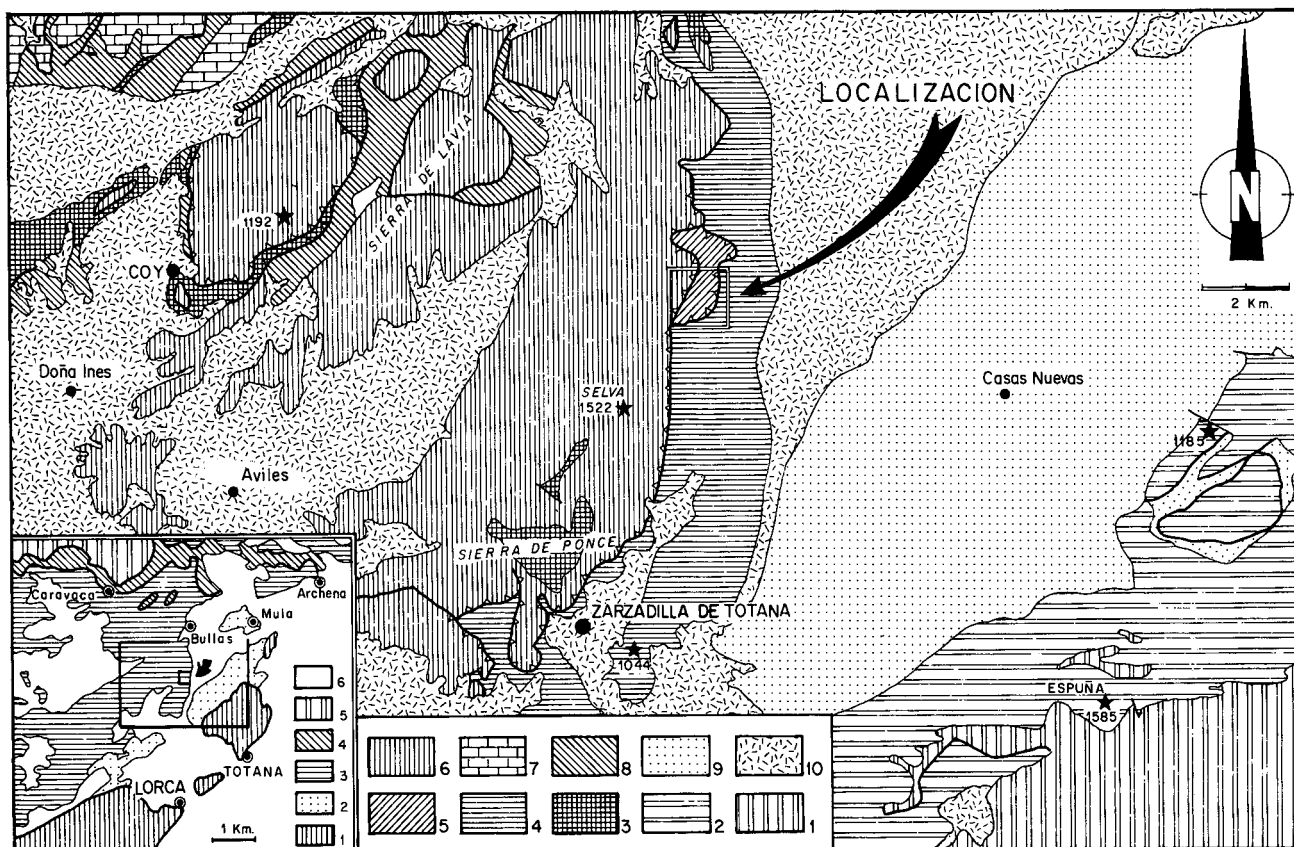 LOCALIZACION
N
2 Km.
SIERRA DE LAVIA
1192
COY
Doña Ines
Casas Nuevas
SELVA
1522
1185
Aviles
SIERRA DE PONCE
ZARZADILLA DE TOTANA
1044
ESPUÑA
1585
Caravaca
Archena
Mula
Bullas
TOTANA
LORCA
1 Km.
6
5
4
3
2
1
6
7
8
9
10
5
4
3
2
1